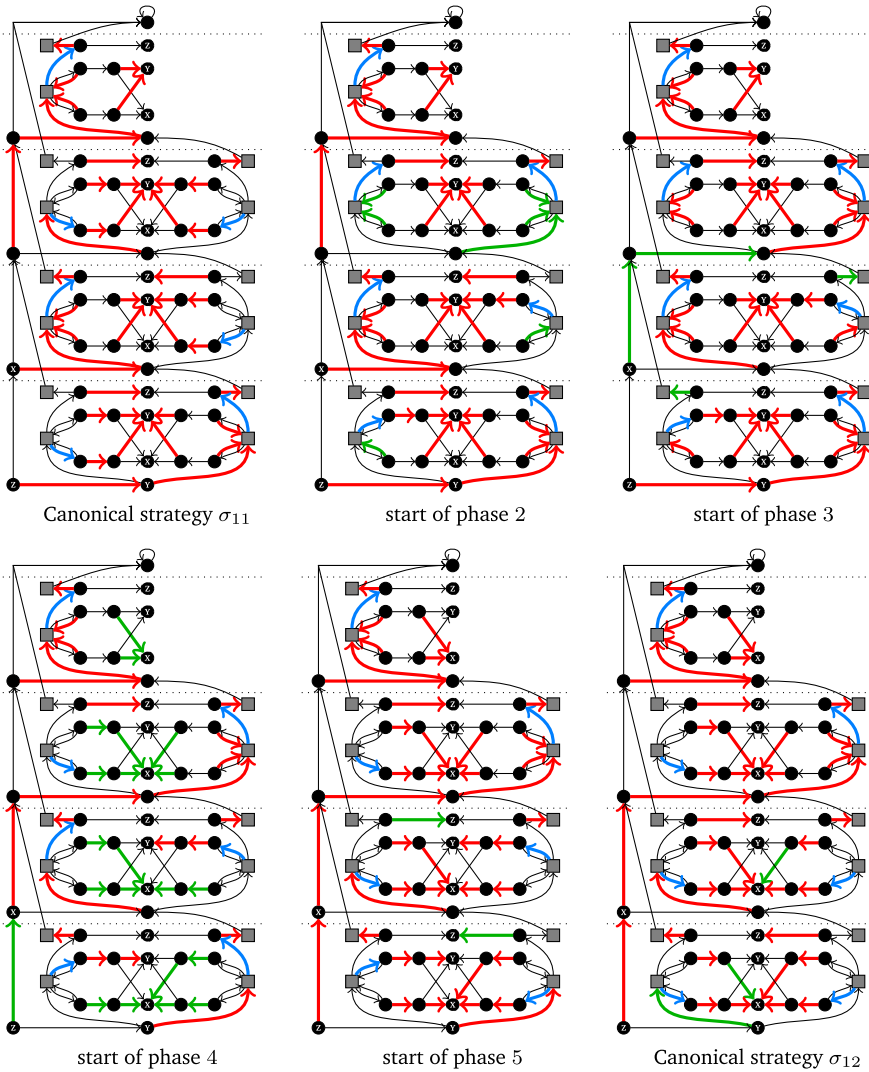 Z Z Z
Y Y Y
X X X
Z Z Z
Y Y Y
X X X
Z Z Z
Y Y Y
X X X
X X X
Z Z Z
Y Y Y
X X X
Z Y Z Y Z Y
Canonical strategy σ₁₁ start of phase 2 start of phase 3
Z Z Z
Y Y Y
X X X
Z Z Z
Y Y Y
X X X
Z Z Z
Y Y Y
X X X
X X X
Z Z Z
Y Y Y
X X X
Z Y Z Y Z Y
start of phase 4 start of phase 5 Canonical strategy σ₁₂